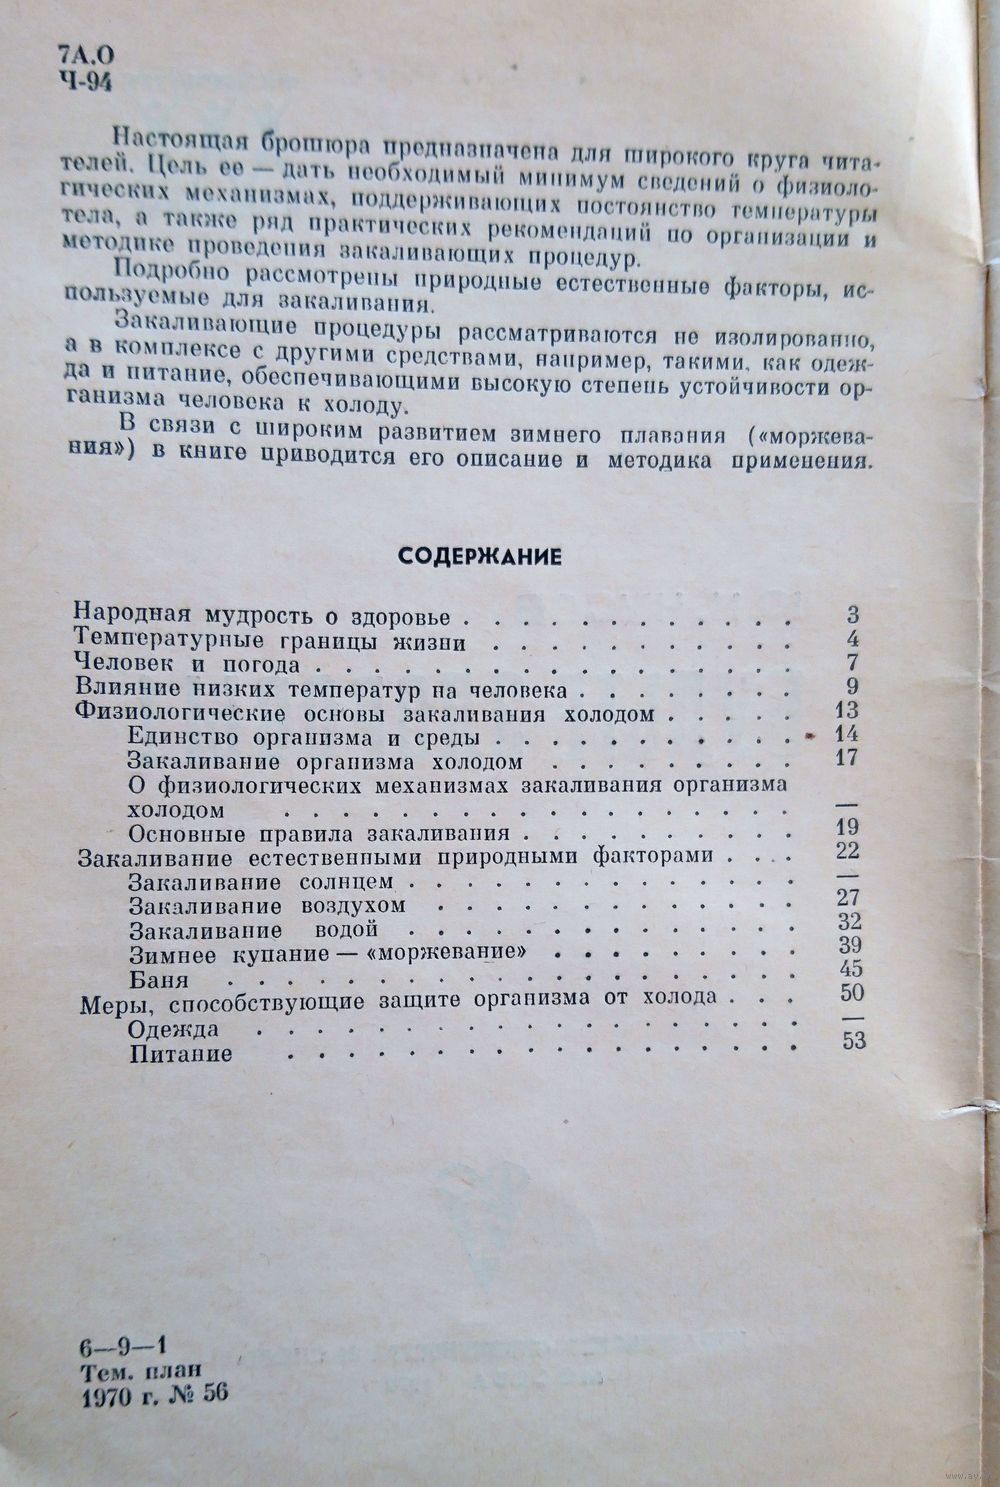 7А.О
Ч-94
Настоящая брошюра предназначена для широкого круга чита-
телей. Цель ее — дать необходимый минимум сведений о физиоло-
гических механизмах, поддерживающих постоянство температуры
тела, а также ряд практических рекомендаций по организации и
методике проведения закаливающих процедур.
Подробно рассмотрены природные естественные факторы, ис-
пользуемые для закаливания.
Закаливающие процедуры рассматриваются не изолированно,
а в комплексе с другими средствами, например, такими, как одеж-
да и питание, обеспечивающими высокую степень устойчивости ор-
ганизма человека к холоду.
В связи с широким развитием зимнего плавания («моржева-
ния») в книге приводится его описание и методика применения.
СОДЕРЖАНИЕ
Народная мудрость о здоровье . . . . . . . . . . . . 3
Температурные границы жизни . . . . . . . . . . . 4
Человек и погода . . . . . . . . . . . . . . . . . 7
Влияние низких температур на человека . . . . . . . . 9
Физиологические основы закаливания холодом . . . . . 13
Единство организма и среды . . . . . . . . . . . 14
Закаливание организма холодом . . . . . . . . . 17
О физиологических механизмах закаливания организма
холодом . . . . . . . . . . . . . . . . . —
Основные правила закаливания . . . . . . . . . . 19
Закаливание естественными природными факторами . . . 22
Закаливание солнцем . . . . . . . . . . . . . . —
Закаливание воздухом . . . . . . . . . . . . . 27
Закаливание водой . . . . . . . . . . . . . . 32
Зимнее купание — «моржевание» . . . . . . . . . 39
Баня . . . . . . . . . . . . . . . . . . . . 45
Меры, способствующие защите организма от холода . . . 50
Одежда . . . . . . . . . . . . . . . . . . . —
Питание . . . . . . . . . . . . . . . . . . 53
6—9—1
Тем. план
1970 г. № 56